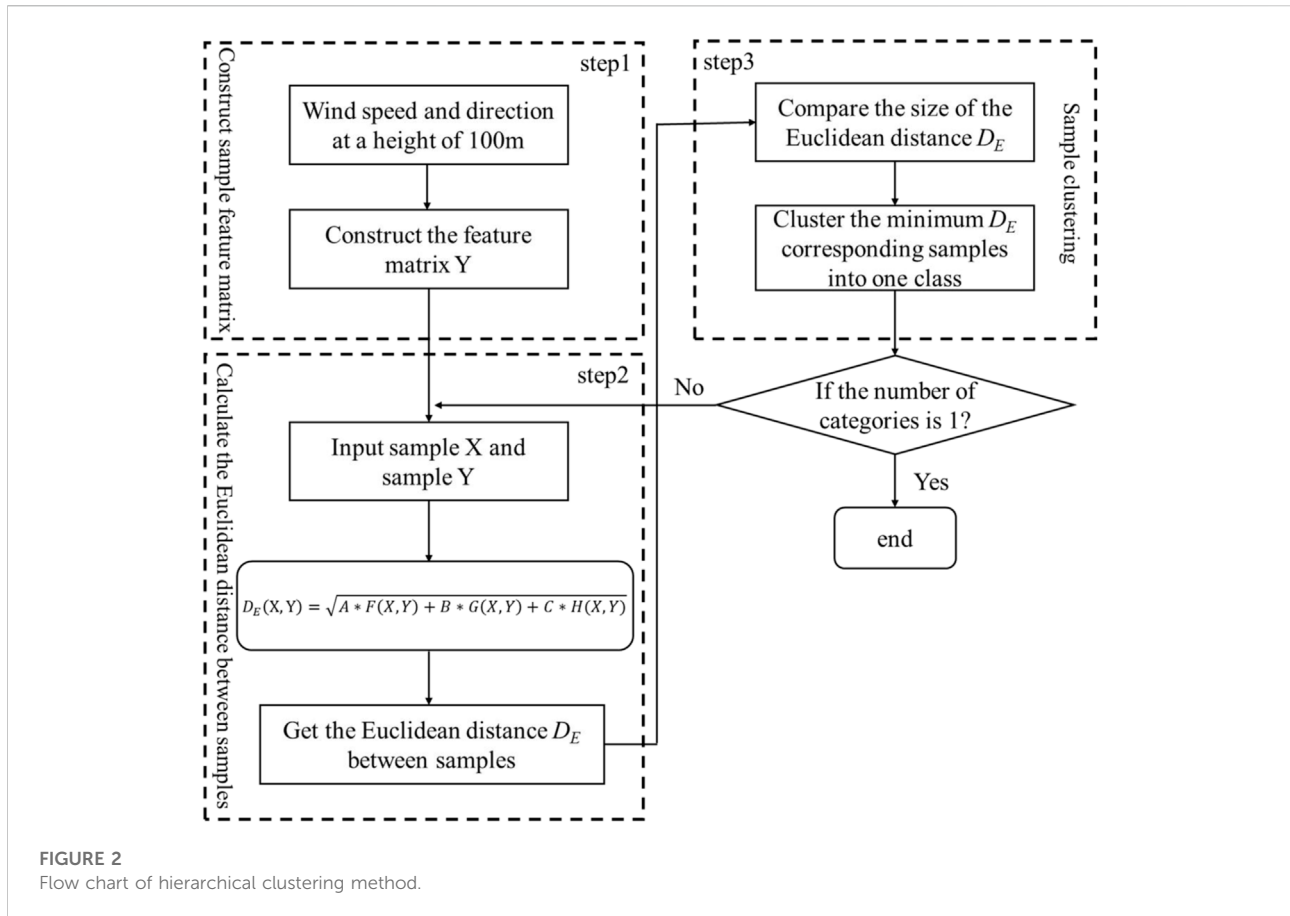 Construct sample feature matrix
step1
Wind speed and direction
at a height of 100m
Construct the feature
matrix Y
Calculate the Euclidean distance between samples
step2
Input sample X and
sample Y
D_E(X,Y) = √(A * F(X,Y) + B * G(X,Y) + C * H(X,Y))
Get the Euclidean distance D_E
between samples
step3
Sample clustering
Compare the size of the
Euclidean distance D_E
Cluster the minimum D_E
corresponding samples
into one class
If the number of
categories is 1?
No
Yes
end
FIGURE 2
Flow chart of hierarchical clustering method.